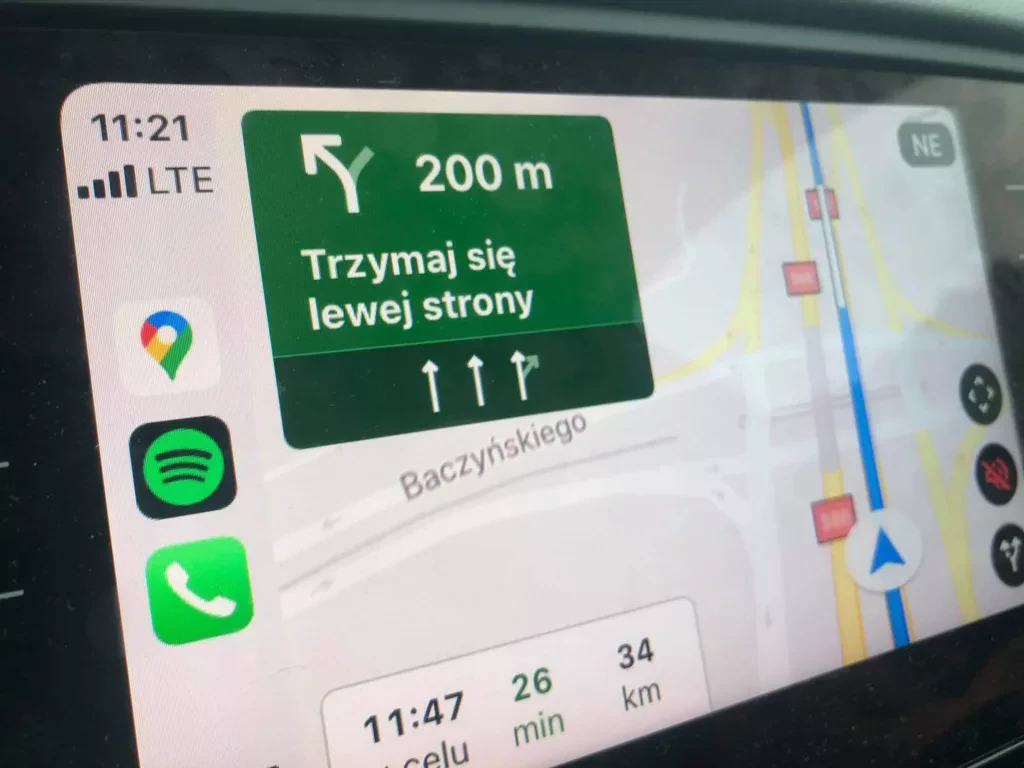 11:21
LTE
200 m
Trzymaj się
lewej strony
NE
Baczyńskiego
11:47
celu
26
min
34
km